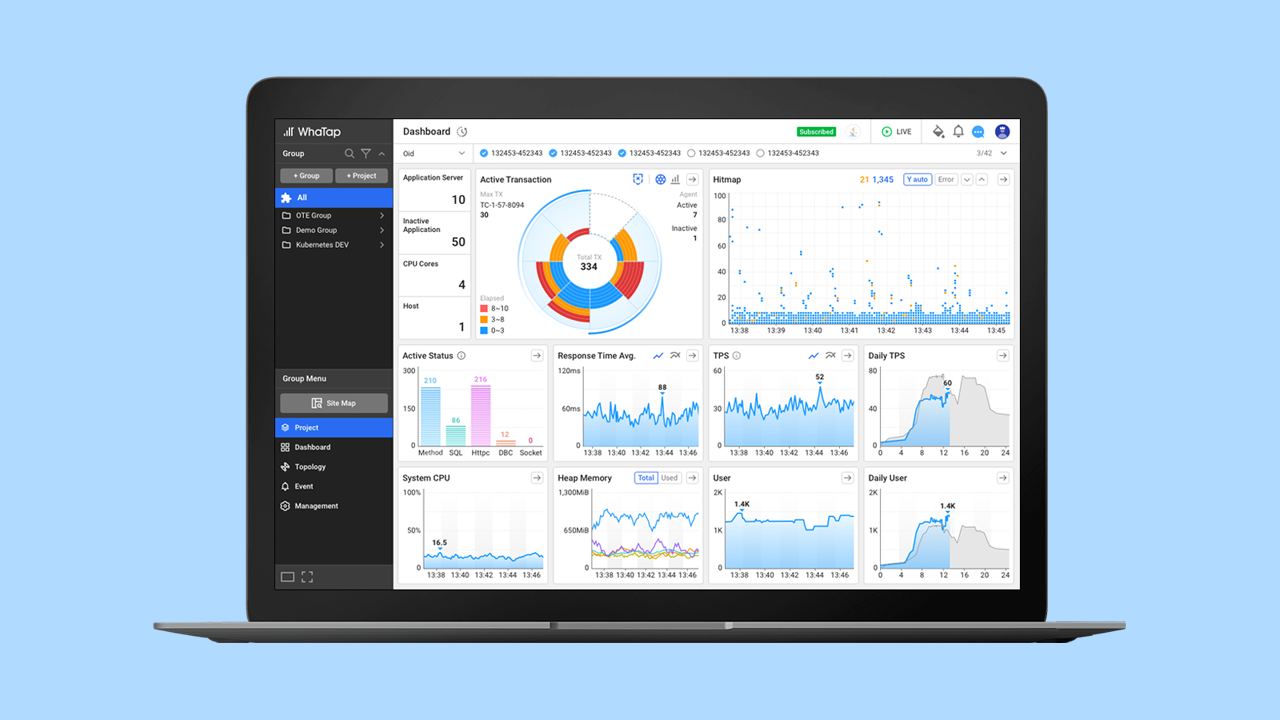 WhaTap
Group
+ Group
+ Project
All
OTE Group
Demo Group
Kubernetes DEV
Group Menu
Site Map
Project
Dashboard
Topology
Event
Management
Dashboard
Subscribed
LIVE
Oid
132453-452343 132453-452343 132453-452343 132453-452343 132453-452343
3/42
Application Server
10
Inactive
Application
50
CPU Cores
4
Host
1
Active Transaction
Max TX
TC-1-57-8094
30
Agent
Active
7
Inactive
1
Total TX
334
Elapsed
8~10
3~8
0~3
Hitmap
21 1,345
Y auto
Error
100
80
60
40
20
0
13:38 13:39 13:40 13:41 13:42 13:43 13:44 13:45
Active Status
300
150
0
210
86
216
12
0
Method SQL Httpc DBC Socket
Response Time Avg.
120ms
60ms
0
88
13:38 13:40 13:42 13:44 13:46
TPS
60
30
0
52
13:38 13:40 13:42 13:44 13:46
Daily TPS
80
40
0
60
0 4 8 12 16 20 24
System CPU
100%
50%
0
16.5
13:38 13:40 13:42 13:44 13:46
Heap Memory
Total
Used
1,300MiB
650MiB
0
13:38 13:40 13:42 13:44 13:46
User
2K
1K
0
1.4K
13:38 13:40 13:42 13:44 13:46
Daily User
2K
1K
0
1.4K
0 4 8 12 16 20 24